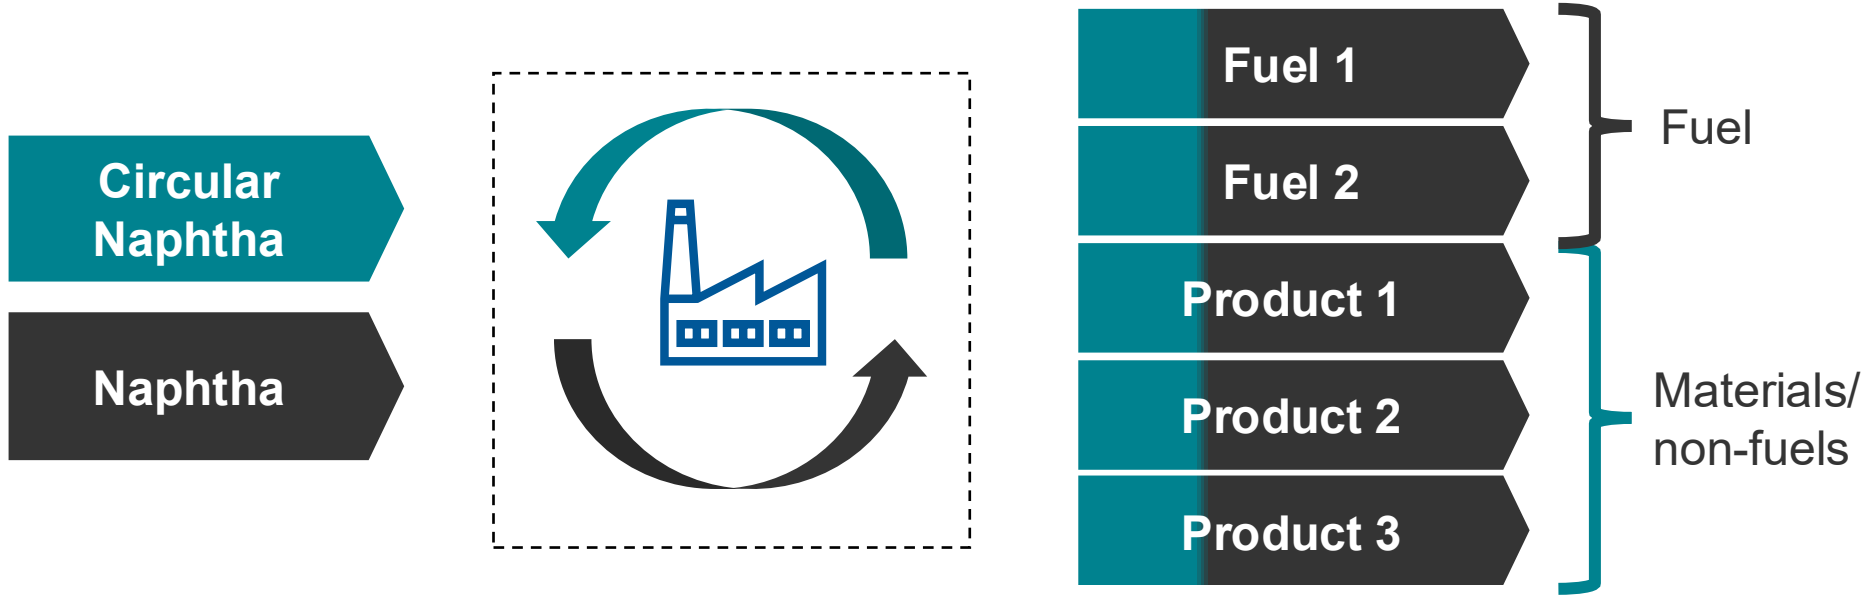 Circular
Naphtha
Naphtha
Fuel 1
Fuel 2
Product 1
Product 2
Product 3
Fuel
Materials/
non-fuels